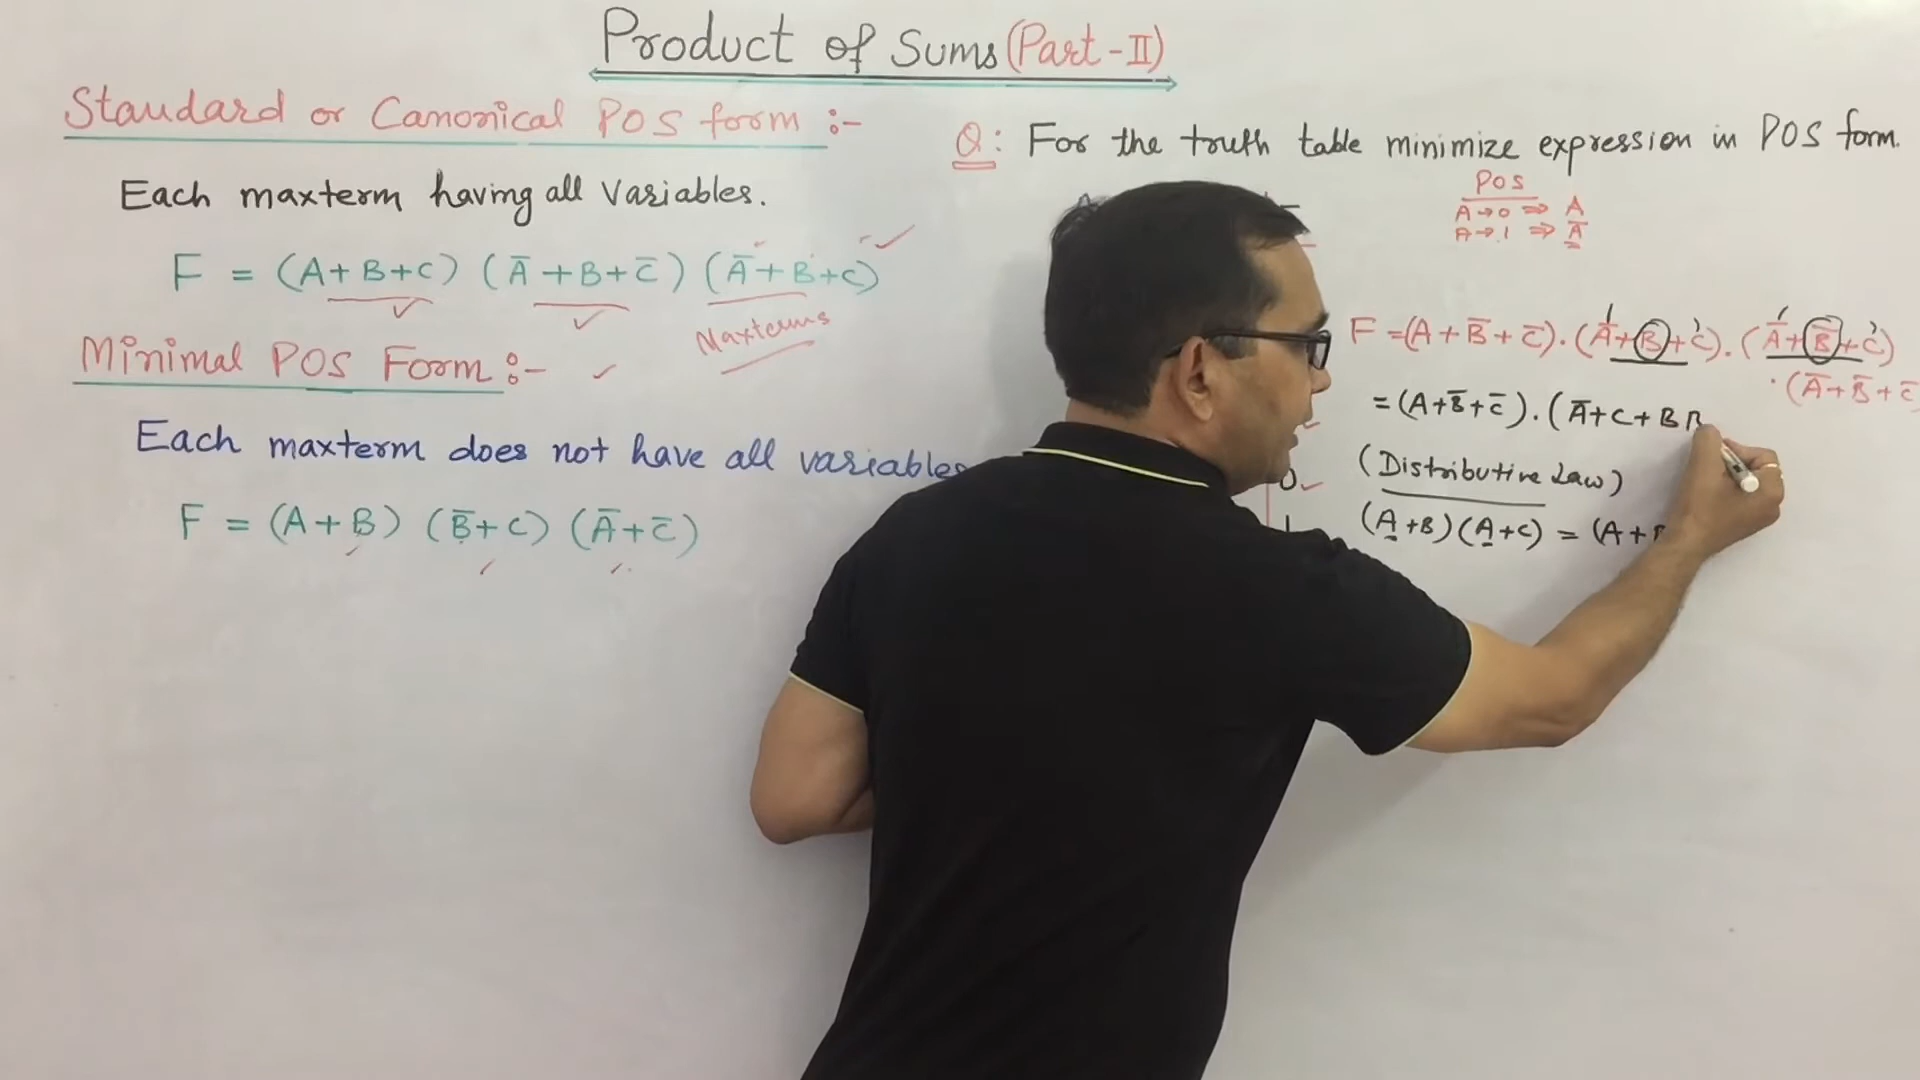 Product of Sums (Part-II)
Standard or Canonical POS form :-
Each maxterm having all variables.
F = (A+B+C) (A̅+B+C̅) (A̅+B+C)
Maxterms
Minimal POS Form :-
Each maxterm does not have all variables
F = (A+B) (B̅+C) (A̅+C̅)
Q: For the truth table minimize expression in POS form.
POS
A→0 ⇒ A
A→1 ⇒ A̅
F = (A+B̅+C̅).(A̅+B+C).(A̅+B̅+C)
.(A̅+B̅+C̅
= (A+B̅+C̅).(A̅+C+B
(Distributive Law)
(A+B)(A+C) = (A+
0
1